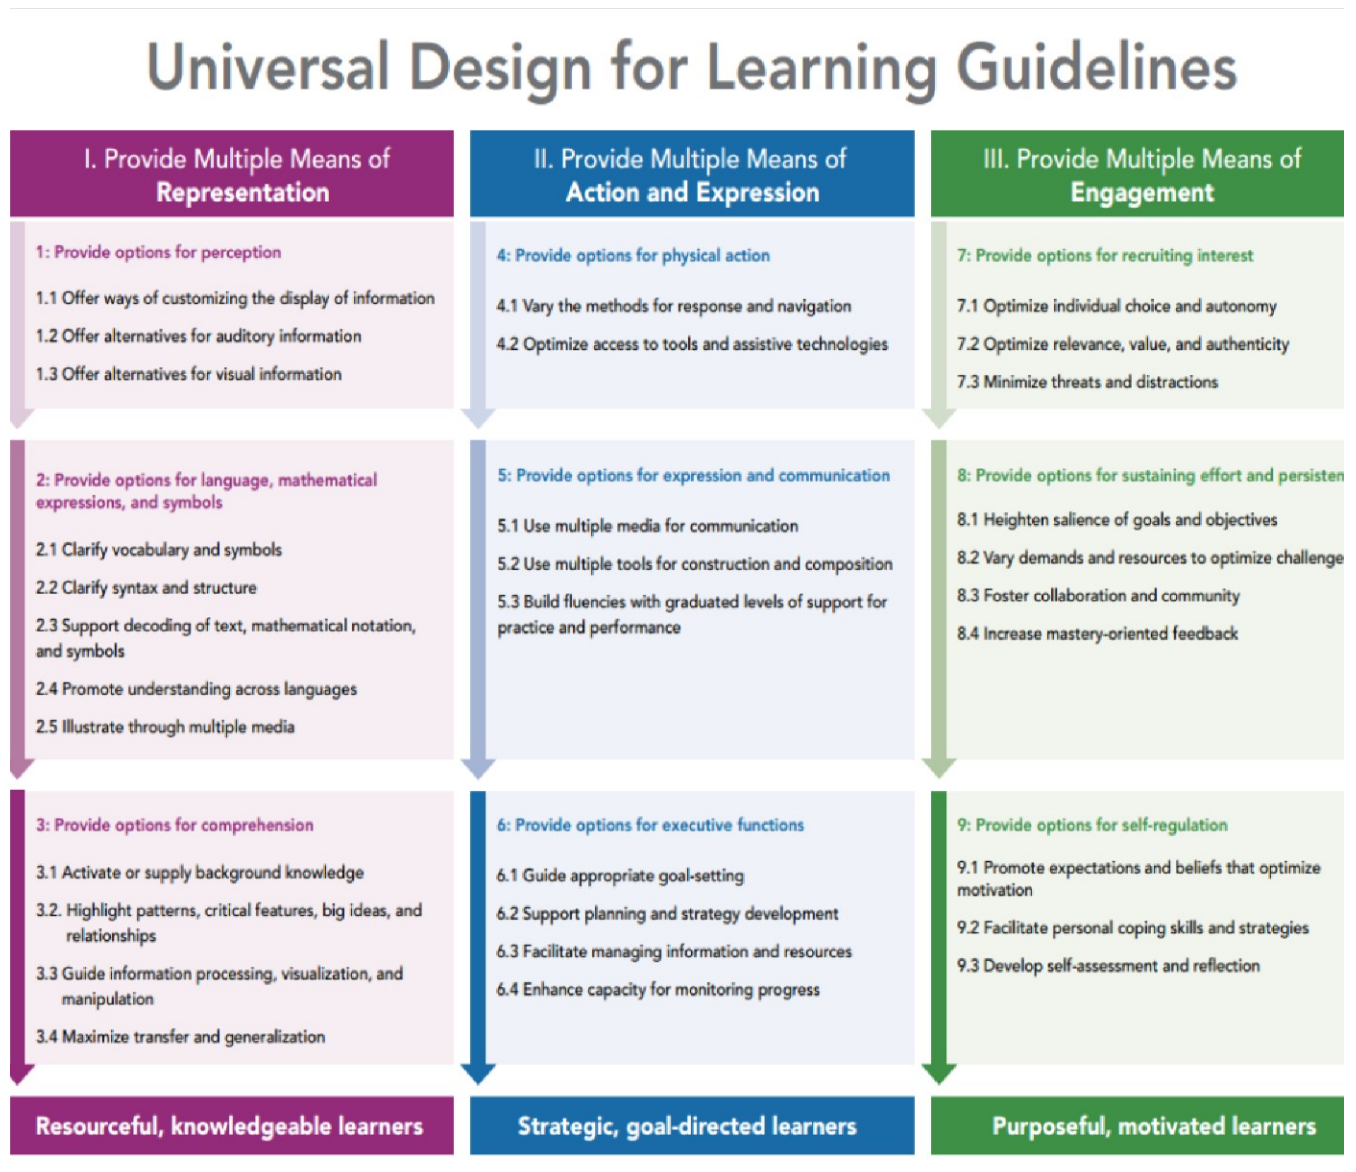 Universal Design for Learning Guidelines
I. Provide Multiple Means of
Representation
1: Provide options for perception
1.1 Offer ways of customizing the display of information
1.2 Offer alternatives for auditory information
1.3 Offer alternatives for visual information
2: Provide options for language, mathematical
expressions, and symbols
2.1 Clarify vocabulary and symbols
2.2 Clarify syntax and structure
2.3 Support decoding of text, mathematical notation,
and symbols
2.4 Promote understanding across languages
2.5 Illustrate through multiple media
3: Provide options for comprehension
3.1 Activate or supply background knowledge
3.2. Highlight patterns, critical features, big ideas, and
relationships
3.3 Guide information processing, visualization, and
manipulation
3.4 Maximize transfer and generalization
Resourceful, knowledgeable learners
II. Provide Multiple Means of
Action and Expression
4: Provide options for physical action
4.1 Vary the methods for response and navigation
4.2 Optimize access to tools and assistive technologies
5: Provide options for expression and communication
5.1 Use multiple media for communication
5.2 Use multiple tools for construction and composition
5.3 Build fluencies with graduated levels of support for
practice and performance
6: Provide options for executive functions
6.1 Guide appropriate goal-setting
6.2 Support planning and strategy development
6.3 Facilitate managing information and resources
6.4 Enhance capacity for monitoring progress
Strategic, goal-directed learners
III. Provide Multiple Means of
Engagement
7: Provide options for recruiting interest
7.1 Optimize individual choice and autonomy
7.2 Optimize relevance, value, and authenticity
7.3 Minimize threats and distractions
8: Provide options for sustaining effort and persisten
8.1 Heighten salience of goals and objectives
8.2 Vary demands and resources to optimize challenge
8.3 Foster collaboration and community
8.4 Increase mastery-oriented feedback
9: Provide options for self-regulation
9.1 Promote expectations and beliefs that optimize
motivation
9.2 Facilitate personal coping skills and strategies
9.3 Develop self-assessment and reflection
Purposeful, motivated learners